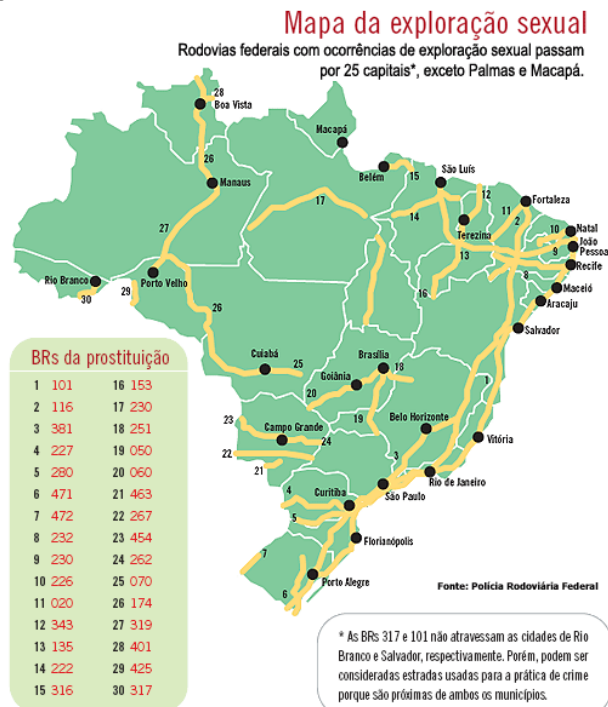 Mapa da exploração sexual
Rodovias federais com ocorrências de exploração sexual passam
por 25 capitais*, exceto Palmas e Macapá.
28
Boa Vista
Macapá
26
Manaus
Belém
15
São Luís
12
Fortaleza
17
14
Terezina
11
2
10
Natal
João
Pessoa
9
Recife
27
13
8
Maceió
Rio Branco
30
29
Porto Velho
16
Aracaju
26
Salvador
Cuiabá
25
Brasília
18
Goiânia
20
1
19
Belo Horizonte
23
Campo Grande
24
22
21
Vitória
3
Rio de Janeiro
São Paulo
4
Curitiba
5
Florianópolis
7
6
Porto Alegre
BRs da prostituição
1 101 16 153
2 116 17 230
3 381 18 251
4 227 19 050
5 280 20 060
6 471 21 463
7 472 22 267
8 232 23 454
9 230 24 262
10 226 25 070
11 020 26 174
12 343 27 319
13 135 28 401
14 222 29 425
15 316 30 317
Fonte: Polícia Rodoviária Federal
* As BRs 317 e 101 não atravessam as cidades de Rio
Branco e Salvador, respectivamente. Porém, podem ser
consideradas estradas usadas para a prática de crime
porque são próximas de ambos os municípios.